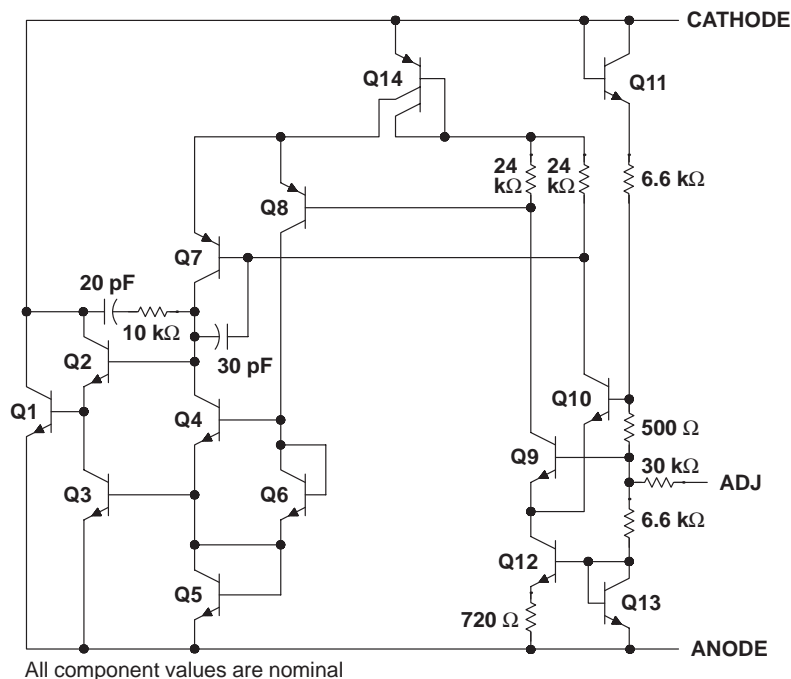 CATHODE
Q14
Q11
24
kΩ
24
kΩ
6.6 kΩ
Q8
Q7
20 pF
10 kΩ
30 pF
Q2
Q10
Q1
Q4
500 Ω
Q9
30 kΩ
ADJ
Q3
Q6
6.6 kΩ
Q12
Q5
Q13
720 Ω
ANODE
All component values are nominal